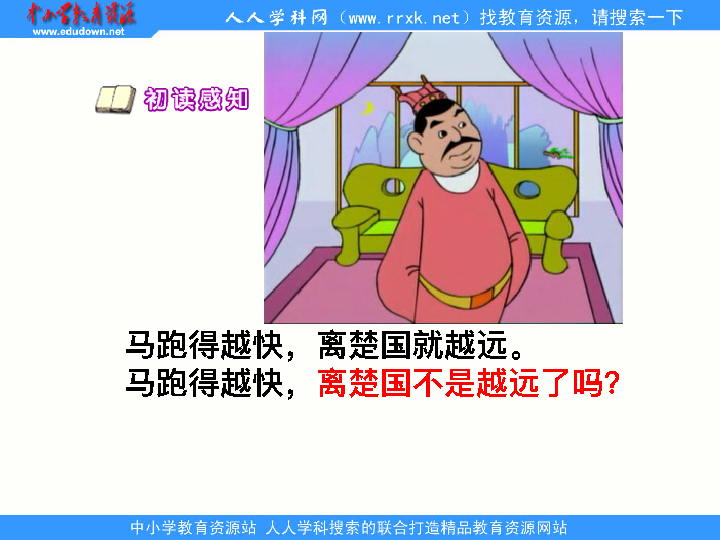 中小学教育资源
www.edudown.net
人人学科网（www.rrxk.net）找教育资源，请搜索一下
初读感知
马跑得越快，离楚国就越远。
马跑得越快，离楚国不是越远了吗？
中小学教育资源站 人人学科搜索的联合打造精品教育资源网站